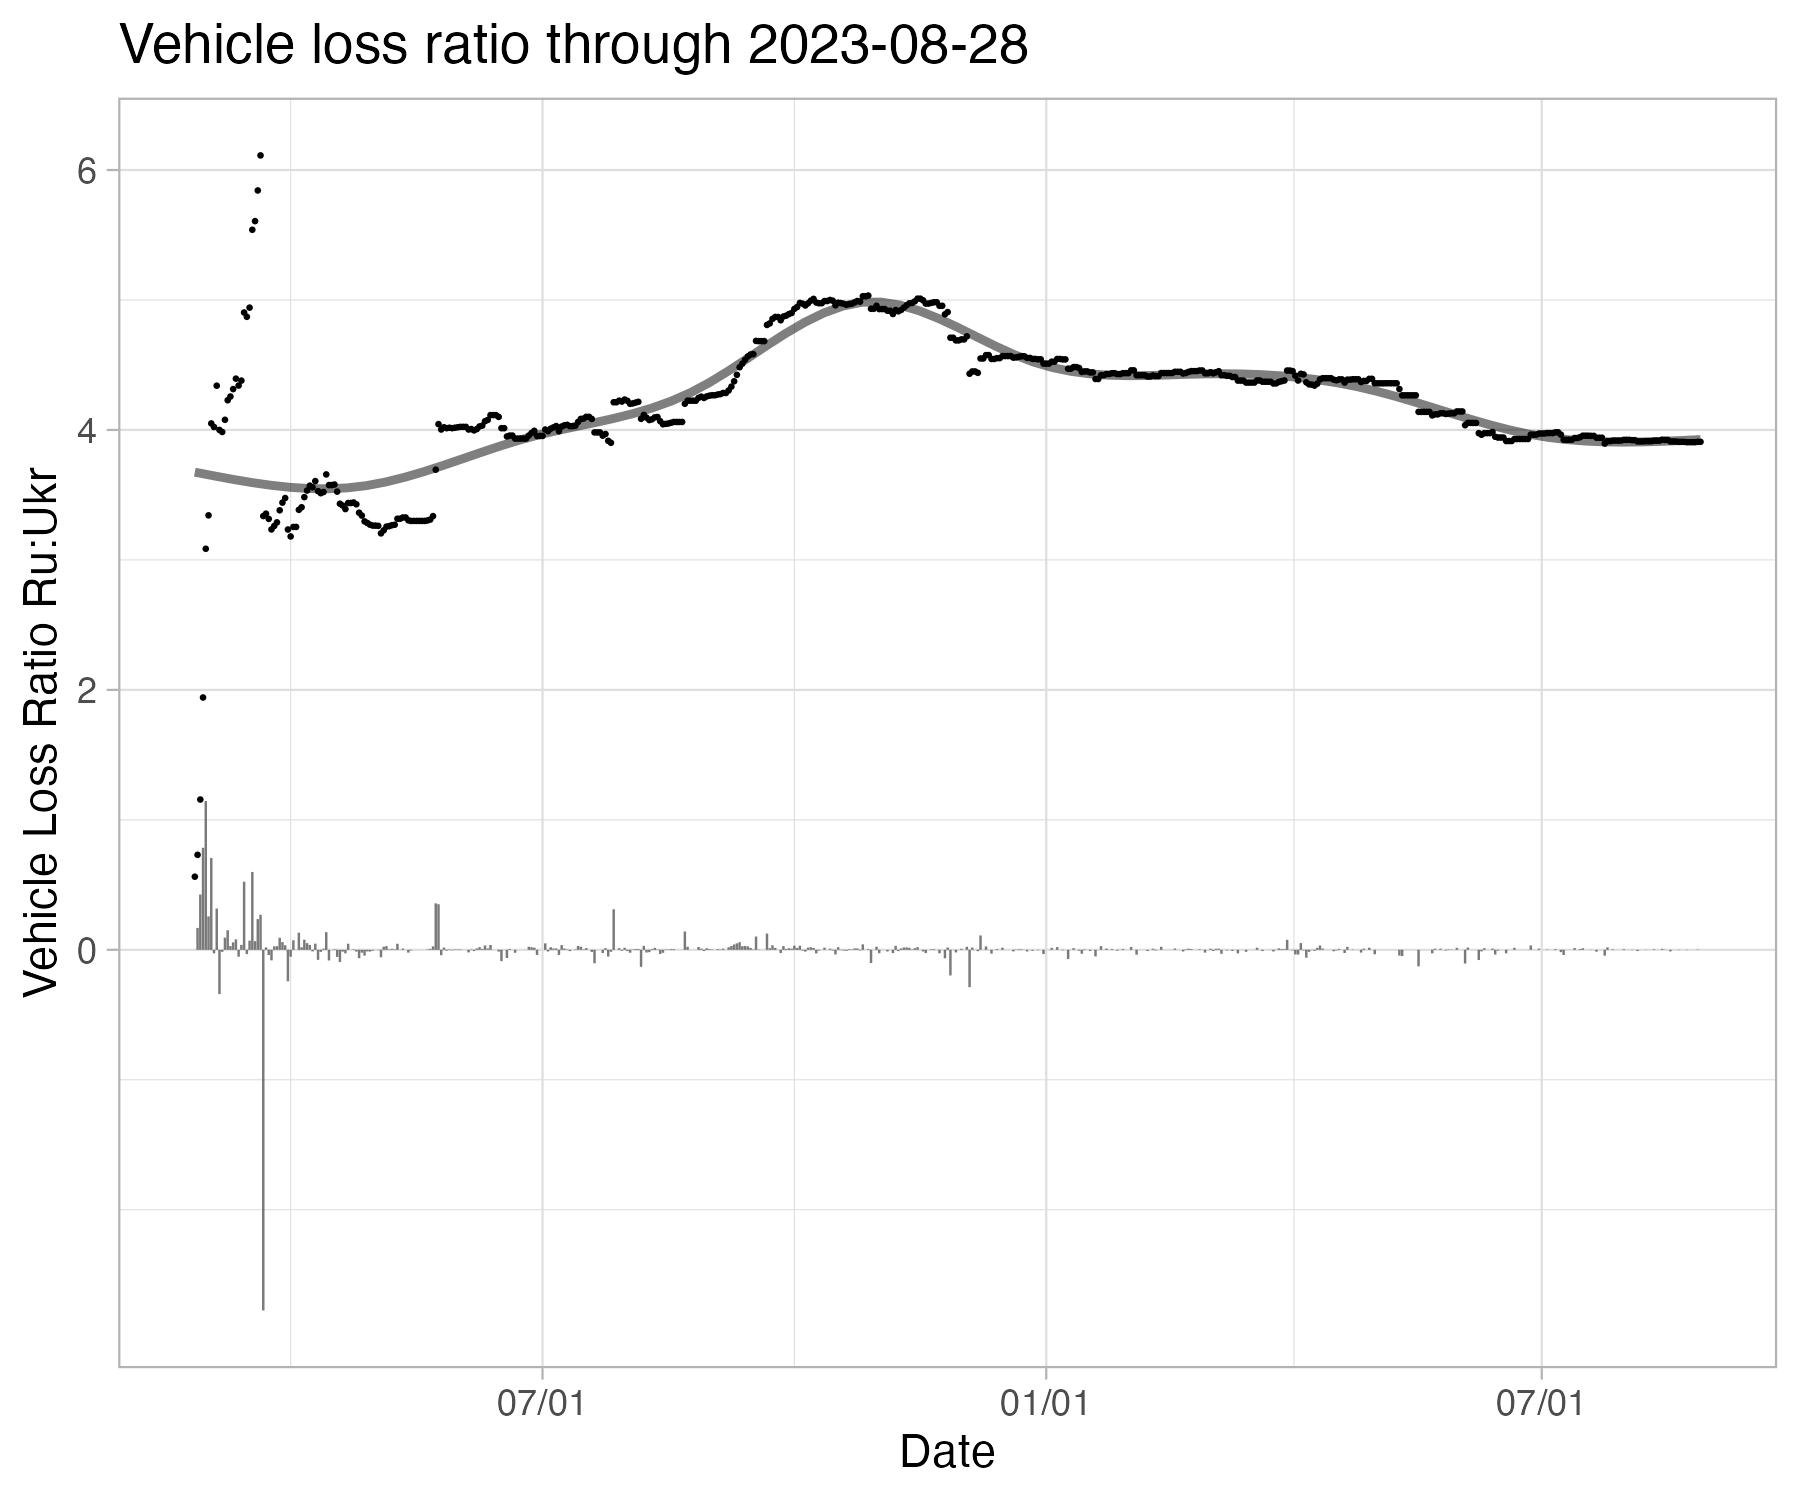 Vehicle loss ratio through 2023-08-28
Vehicle Loss Ratio Ru:Ukr
6
4
2
0
07/01
01/01
07/01
Date